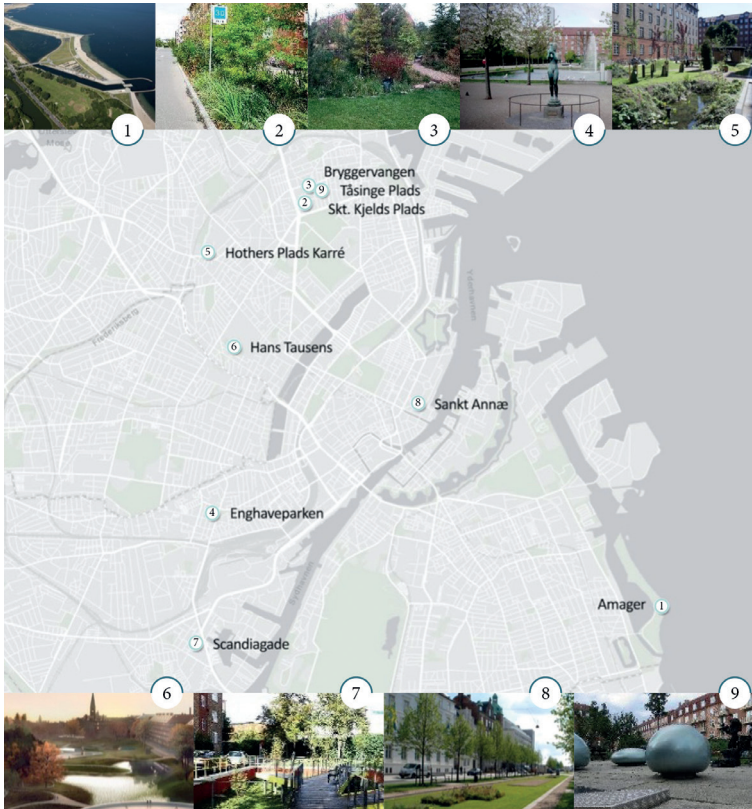 1
2
3
4
5
Bryggervangen
3
9
Tåsinge Plads
2
Skt. Kjelds Plads
5
Hothers Plads Karré
Frederiksberg
6
Hans Tausens
8
Sankt Annæ
4
Enghaveparken
Amager
1
7
Scandiagade
6
7
8
9